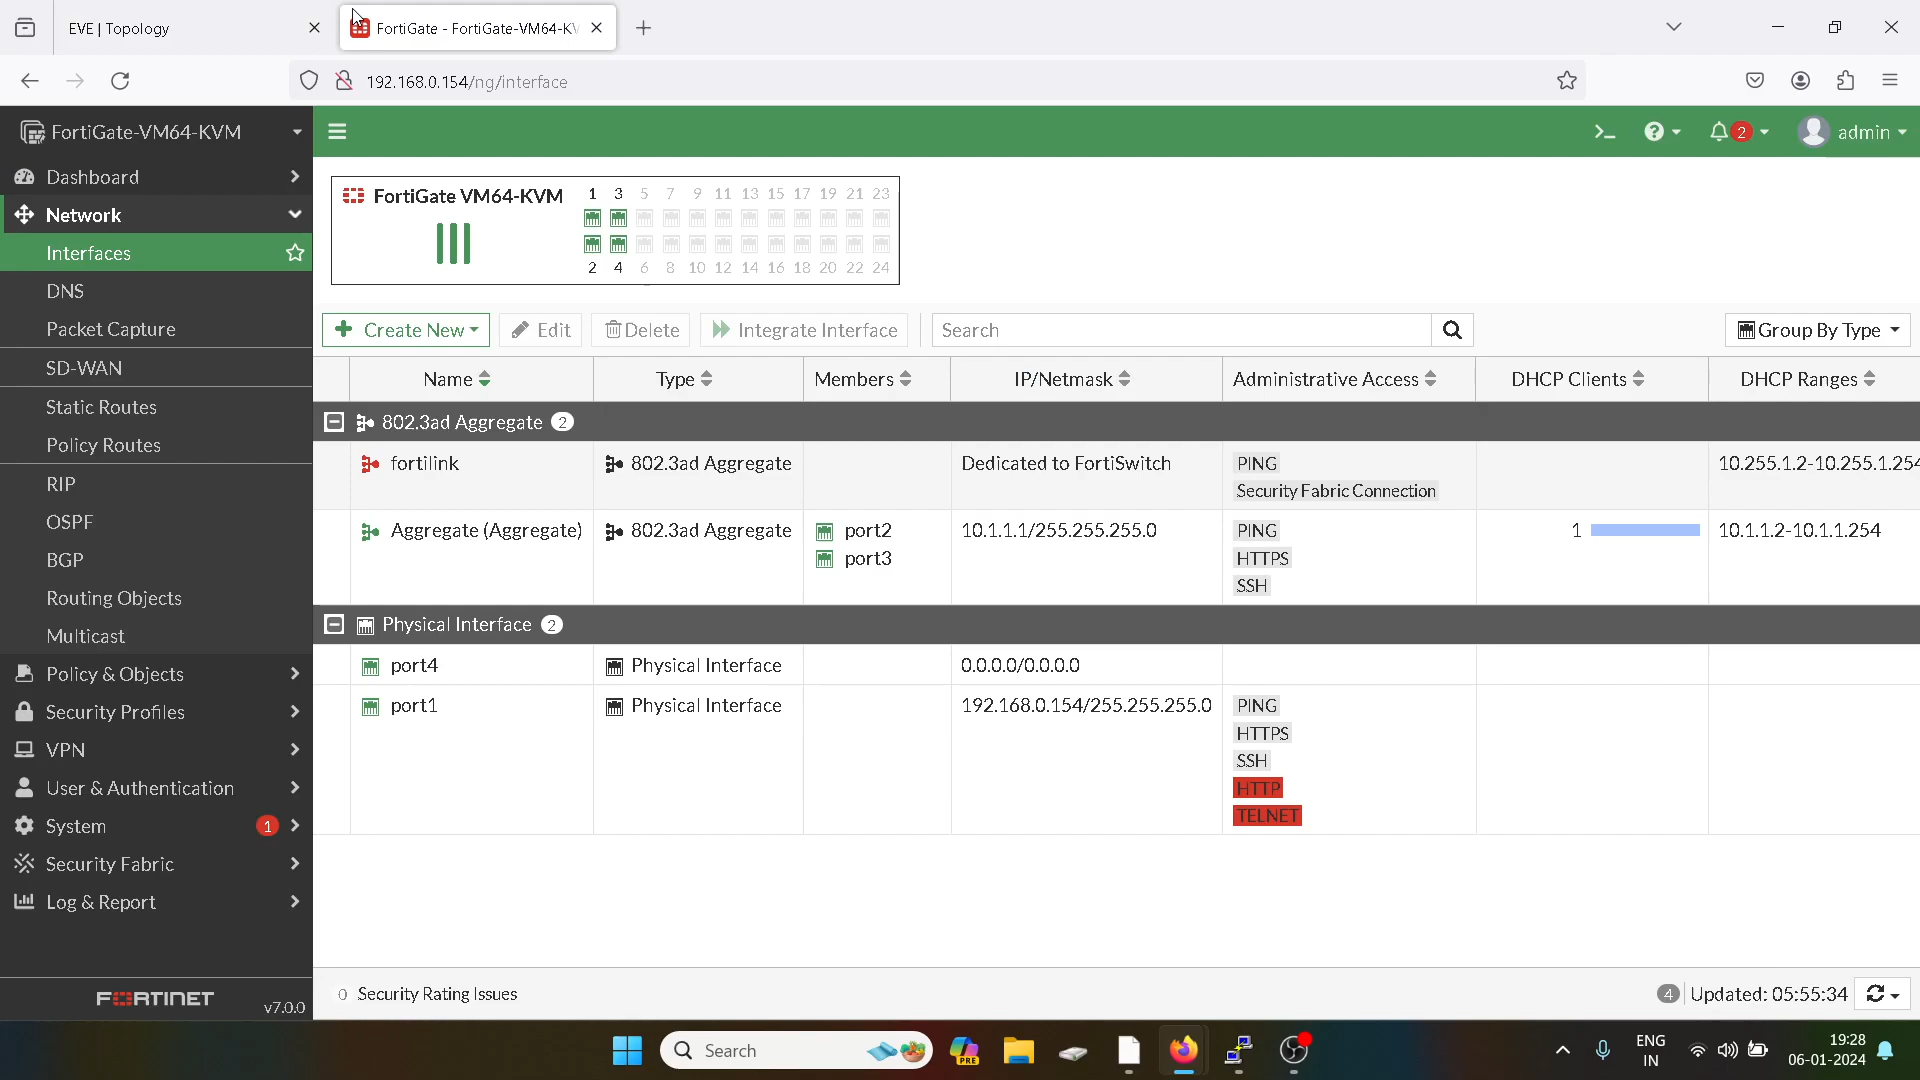 EVE | Topology
FortiGate - FortiGate-VM64-KV
192.168.0.154/ng/interface
FortiGate-VM64-KVM
2
admin
Dashboard
Network
Interfaces
DNS
Packet Capture
SD-WAN
Static Routes
Policy Routes
RIP
OSPF
BGP
Routing Objects
Multicast
Policy & Objects
Security Profiles
VPN
User & Authentication
System 1
Security Fabric
Log & Report
FORTINET v7.0.0
FortiGate VM64-KVM
1 3 5 7 9 11 13 15 17 19 21 23
2 4 6 8 10 12 14 16 18 20 22 24
Create New Edit Delete Integrate Interface Search Group By Type
Name Type Members IP/Netmask Administrative Access DHCP Clients DHCP Ranges
802.3ad Aggregate 2
fortilink 802.3ad Aggregate Dedicated to FortiSwitch PING 10.255.1.2-10.255.1.254
Security Fabric Connection
Aggregate (Aggregate) 802.3ad Aggregate port2 10.1.1.1/255.255.255.0 PING 1 10.1.1.2-10.1.1.254
port3 HTTPS
SSH
Physical Interface 2
port4 Physical Interface 0.0.0.0/0.0.0.0
port1 Physical Interface 192.168.0.154/255.255.255.0 PING
HTTPS
SSH
HTTP
TELNET
0 Security Rating Issues
4 Updated: 05:55:34
Search
PRE
ENG
IN
19:28
06-01-2024